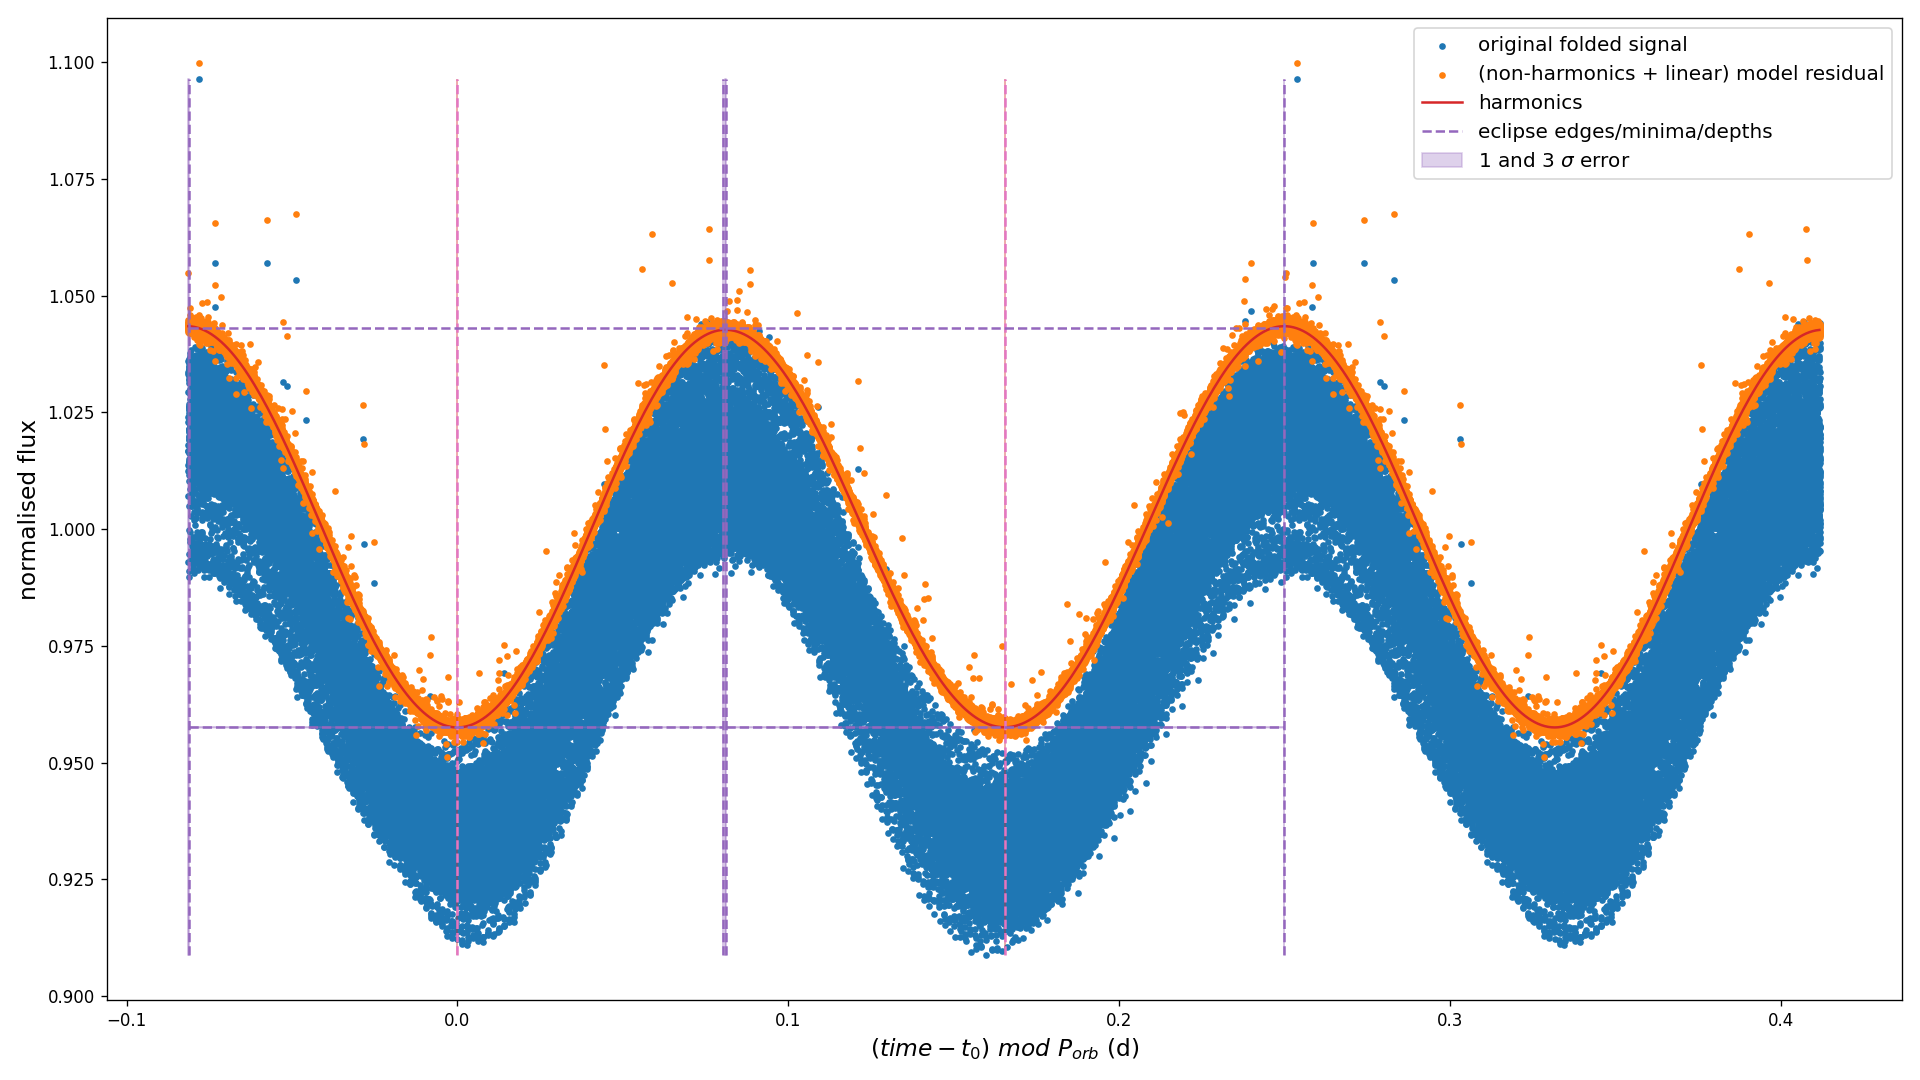 original folded signal
(non-harmonics + linear) model residual
harmonics
eclipse edges/minima/depths
1 and 3 σ error
normalised flux
1.100
1.075
1.050
1.025
1.000
0.975
0.950
0.925
0.900
−0.1
0.0
0.1
0.2
0.3
0.4
(time − t₀) mod P_orb (d)